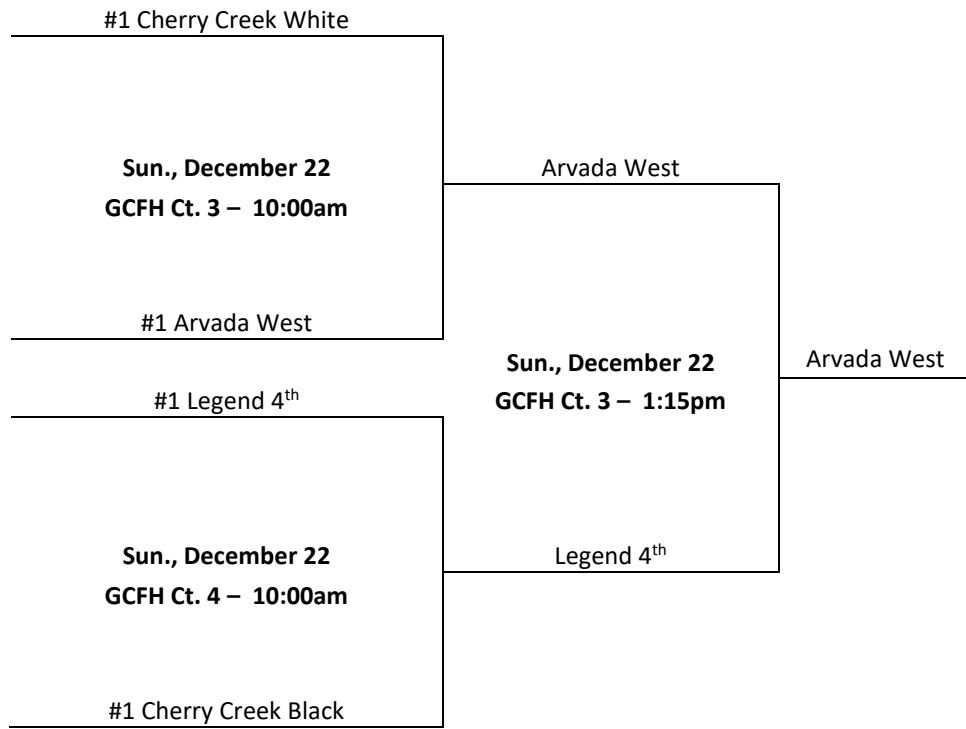 #1 Cherry Creek White
Sun., December 22
GCFH Ct. 3 – 10:00am
Arvada West
#1 Arvada West
Sun., December 22
GCFH Ct. 3 – 1:15pm
Arvada West
#1 Legend 4th
Sun., December 22
GCFH Ct. 4 – 10:00am
Legend 4th
#1 Cherry Creek Black